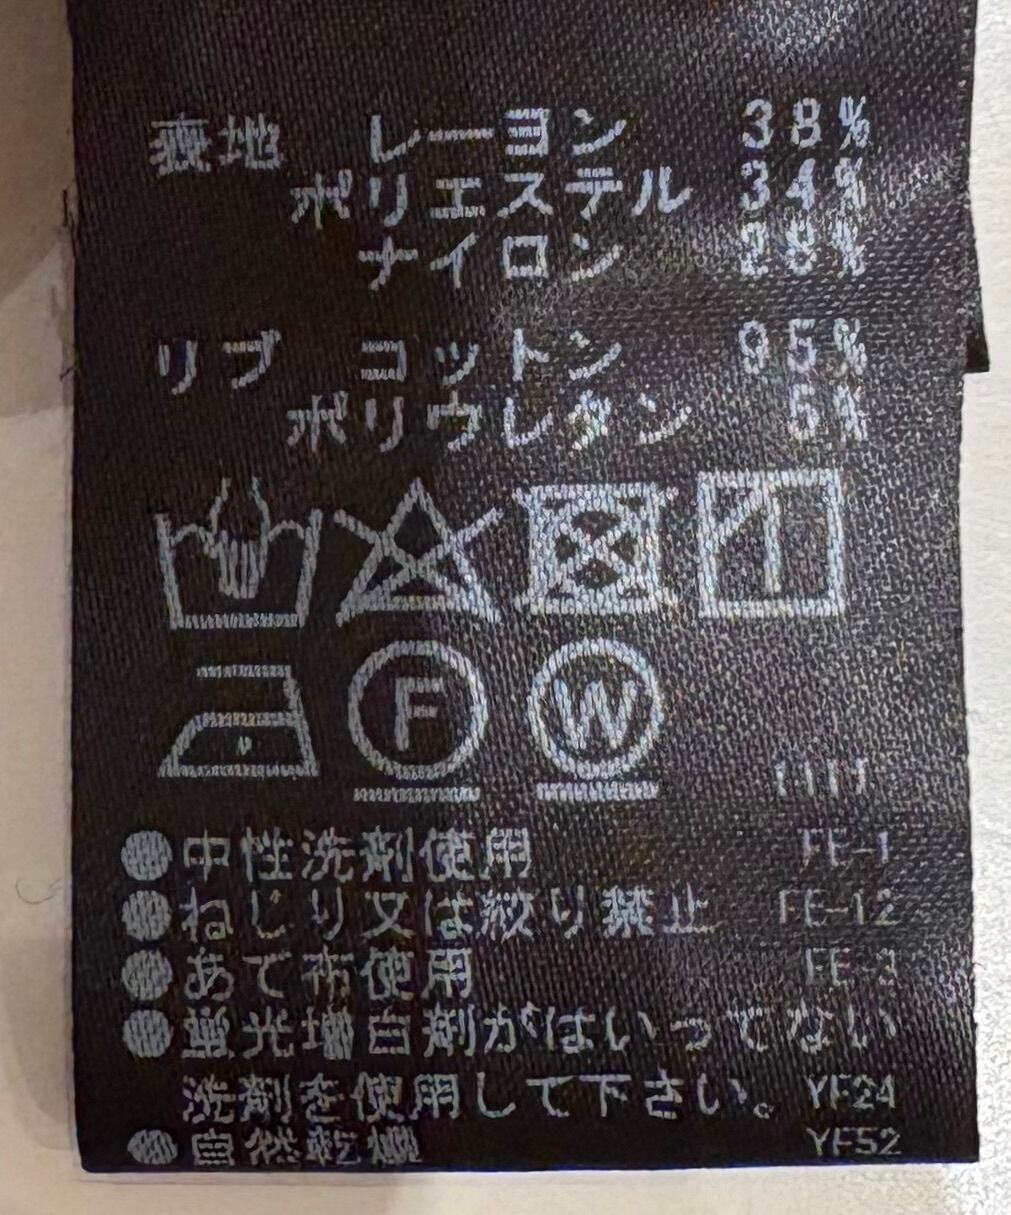 表地 レーヨン 38%
ポリエステル 34%
ナイロン 28%
リブ コットン 95%
ポリウレタン 5%
F W
1111
●中性洗剤使用 FE-1
●ねじり又は絞り禁止 FE-12
●あて布使用 FE-3
●蛍光増白剤がはいってない
洗剤を使用して下さい。 YF24
●自然乾燥 YF52